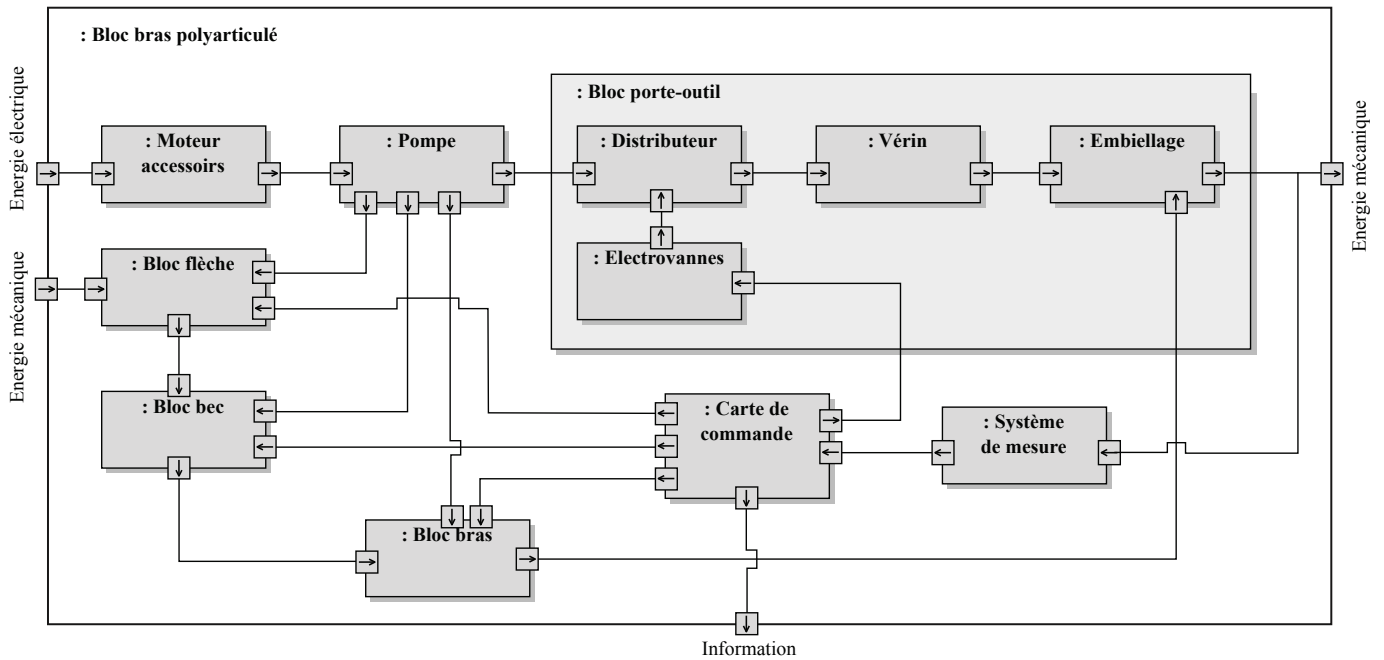 : Bloc bras polyarticulé
: Bloc porte-outil
Energie électrique
: Moteur
accessoirs
: Pompe
: Distributeur
: Vérin
: Embiellage
Energie mécanique
Energie mécanique
: Bloc flèche
: Electrovannes
: Bloc bec
: Carte de
commande
: Système
de mesure
: Bloc bras
Information